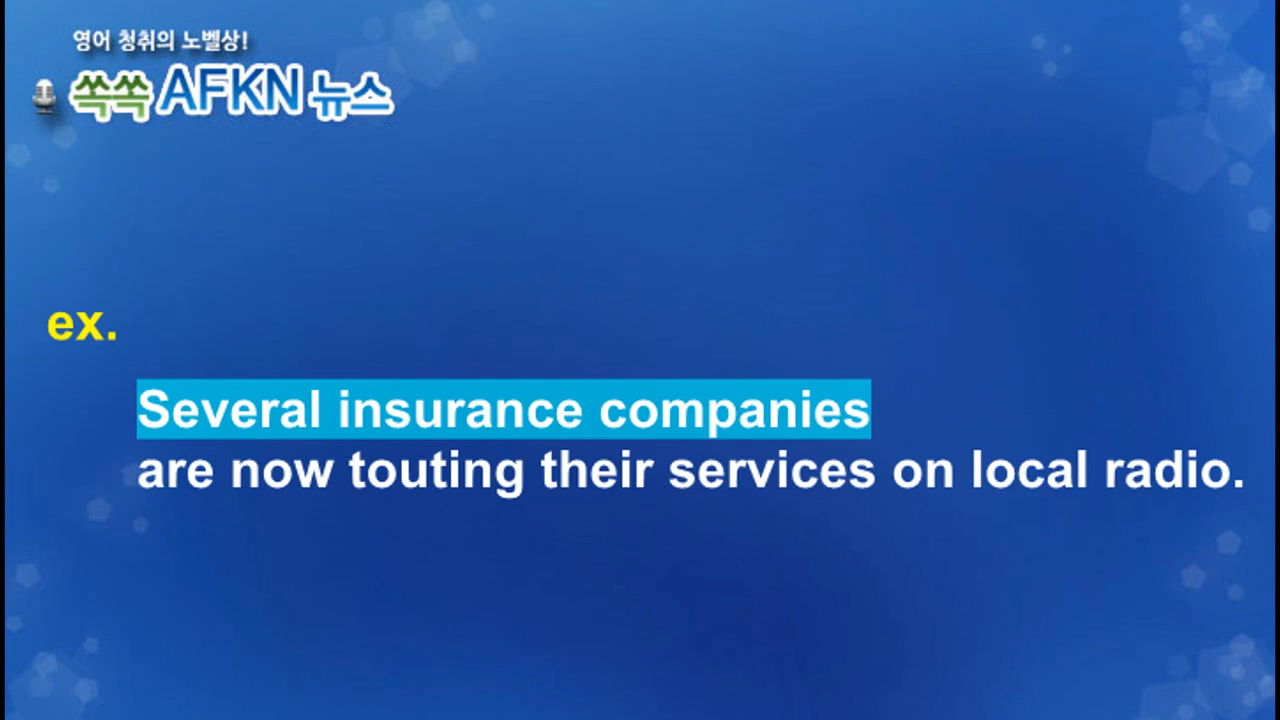 영어 청취의 노벨상!
쏙쏙 AFKN 뉴스
ex.
Several insurance companies
are now touting their services on local radio.